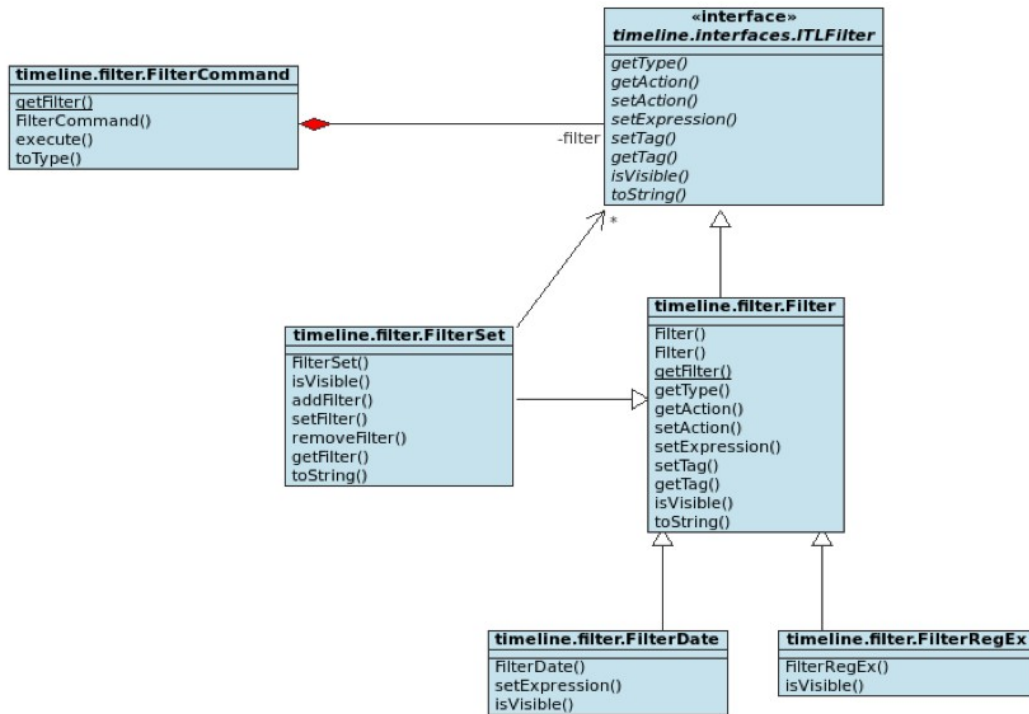 «interface»
timeline.interfaces.ITLFilter
getType()
getAction()
setAction()
setExpression()
setTag()
getTag()
isVisible()
toString()
timeline.filter.FilterCommand
getFilter()
FilterCommand()
execute()
toType()
-filter
*
timeline.filter.FilterSet
FilterSet()
isVisible()
addFilter()
setFilter()
removeFilter()
getFilter()
toString()
timeline.filter.Filter
Filter()
Filter()
getFilter()
getType()
getAction()
setAction()
setExpression()
setTag()
getTag()
isVisible()
toString()
timeline.filter.FilterDate
FilterDate()
setExpression()
isVisible()
timeline.filter.FilterRegEx
FilterRegEx()
isVisible()